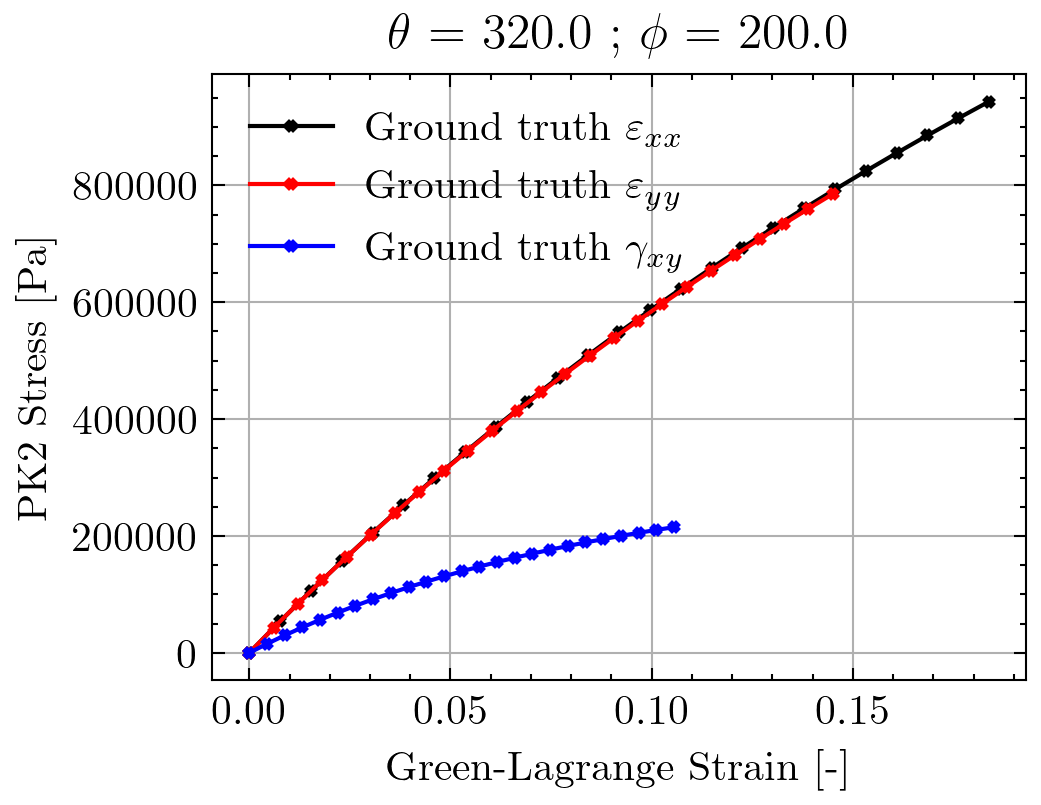 θ = 320.0 ; ϕ = 200.0
Ground truth εxx
Ground truth εyy
Ground truth γxy
800000
600000
400000
200000
0
PK2 Stress [Pa]
0.00 0.05 0.10 0.15
Green-Lagrange Strain [-]